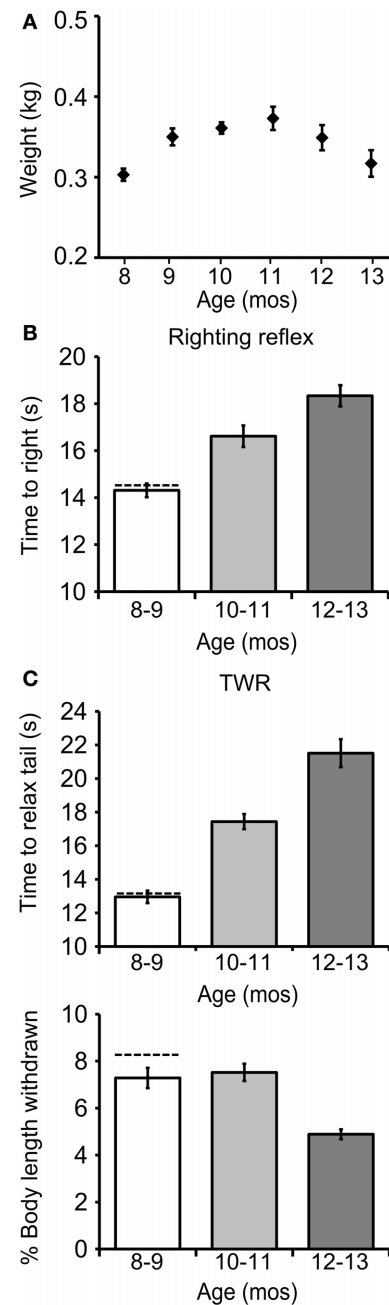 A
Weight (kg)
0.5
0.4
0.3
0.2
8 9 10 11 12 13
Age (mos)
B
Righting reflex
Time to right (s)
20
18
16
14
12
10
8-9 10-11 12-13
Age (mos)
C
TWR
Time to relax tail (s)
24
22
20
18
16
14
12
10
8-9 10-11 12-13
Age (mos)
% Body length withdrawn
10
8
6
4
2
0
8-9 10-11 12-13
Age (mos)